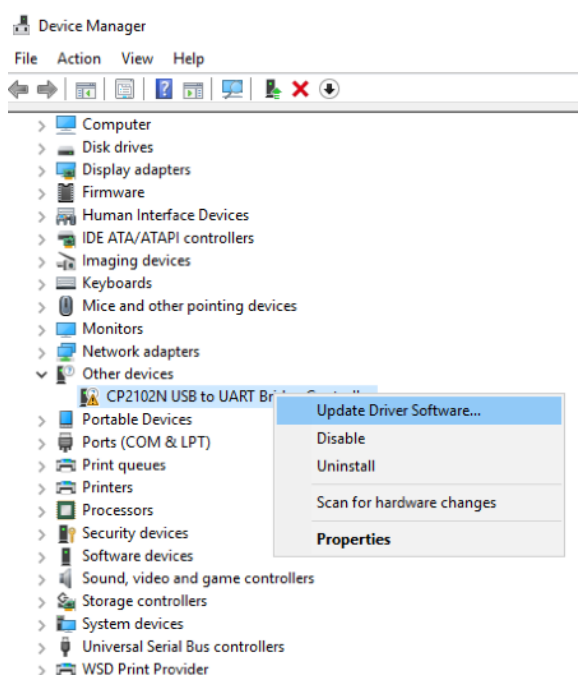 Device Manager
File Action View Help
Computer
Disk drives
Display adapters
Firmware
Human Interface Devices
IDE ATA/ATAPI controllers
Imaging devices
Keyboards
Mice and other pointing devices
Monitors
Network adapters
Other devices
CP2102N USB to UART
Update Driver Software...
Disable
Uninstall
Scan for hardware changes
Properties
Portable Devices
Ports (COM & LPT)
Print queues
Printers
Processors
Security devices
Software devices
Sound, video and game controllers
Storage controllers
System devices
Universal Serial Bus controllers
WSD Print Provider